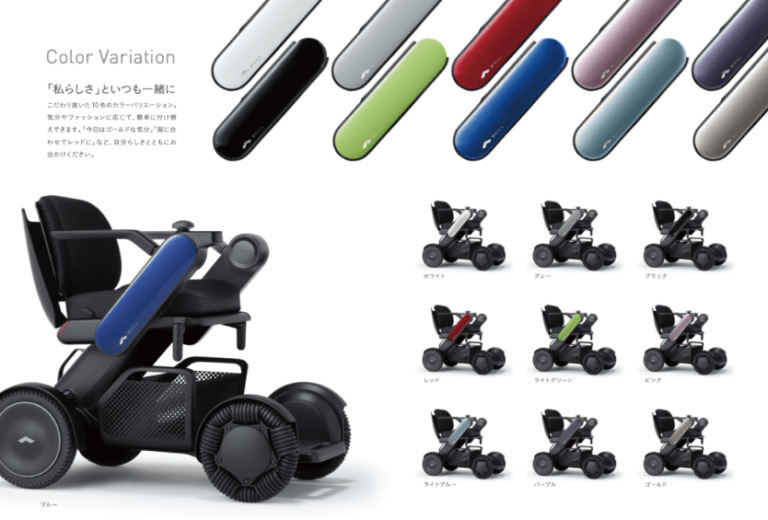 Color Variation
「私らしさ」といつも一緒に
こだわり抜いた10色のカラーバリエーション。
気分やファッションに応じて、簡単に付け替
えできます。「今日はゴールドな気分」「服に合
わせてレッドに」など、自分らしさとともにお
出かけください。
ホワイト
グレー
ブラック
レッド
ライトグリーン
ピンク
ライトブルー
パープル
ゴールド
ブルー